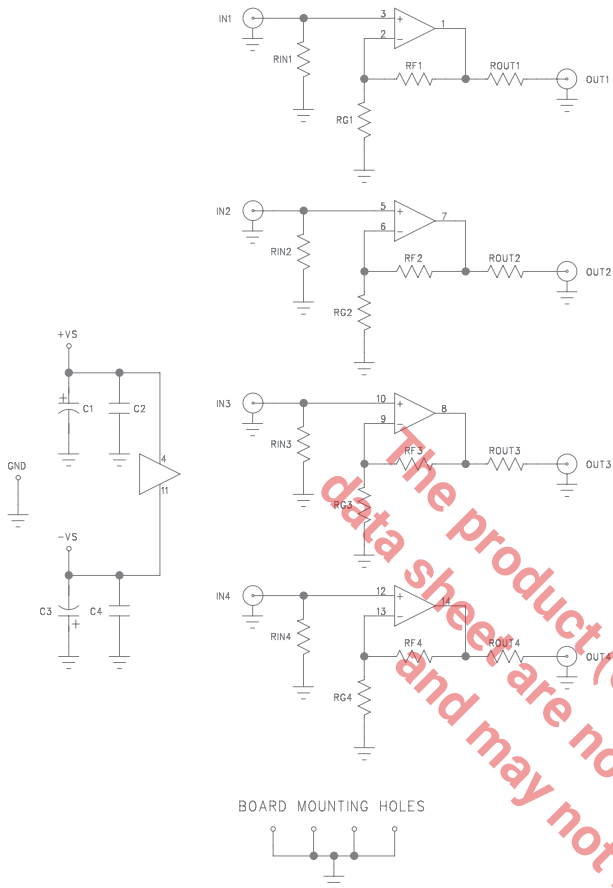 IN1
3
+
2
−
1
RIN1
RF1
ROUT1
OUT1
RG1
IN2
5
+
6
−
7
RIN2
RF2
ROUT2
OUT2
RG2
+VS
+
C1
C2
4
11
GND
-VS
C3
+
C4
IN3
10
+
9
−
8
RIN3
RF3
ROUT3
OUT3
RG3
IN4
12
+
13
−
14
RIN4
RF4
ROUT4
OUT4
RG4
The product (
data sheet are no
and may not
BOARD MOUNTING HOLES